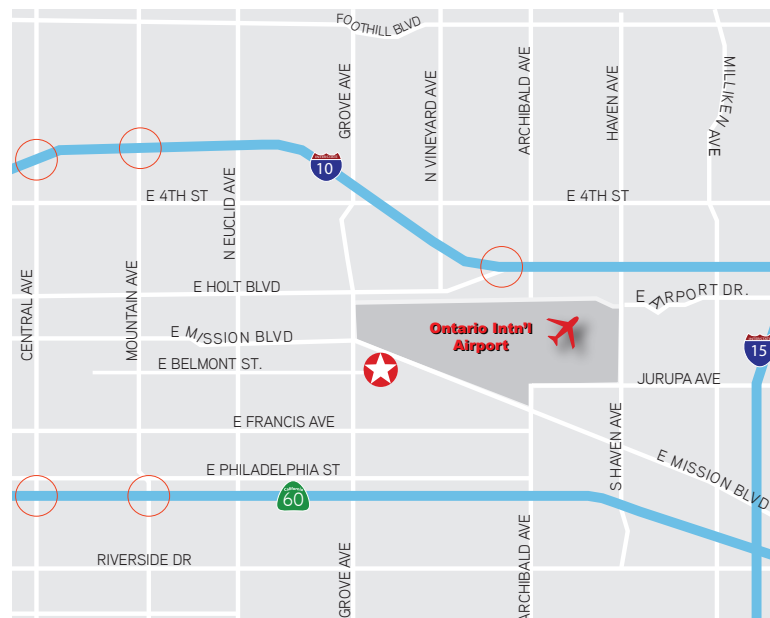 FOOTHILL BLVD
GROVE AVE
N VINEYARD AVE
ARCHIBALD AVE
HAVEN AVE
MILLIKEN AVE
10
E 4TH ST
E 4TH ST
N EUCLID AVE
CENTRAL AVE
MOUNTAIN AVE
E HOLT BLVD
E AIRPORT DR.
E MISSION BLVD
Ontario Intn'l
Airport
15
E BELMONT ST.
JURUPA AVE
E FRANCIS AVE
S HAVEN AVE
E MISSION BLVD
E PHILADELPHIA ST
California
60
RIVERSIDE DR
GROVE AVE
ARCHIBALD AVE